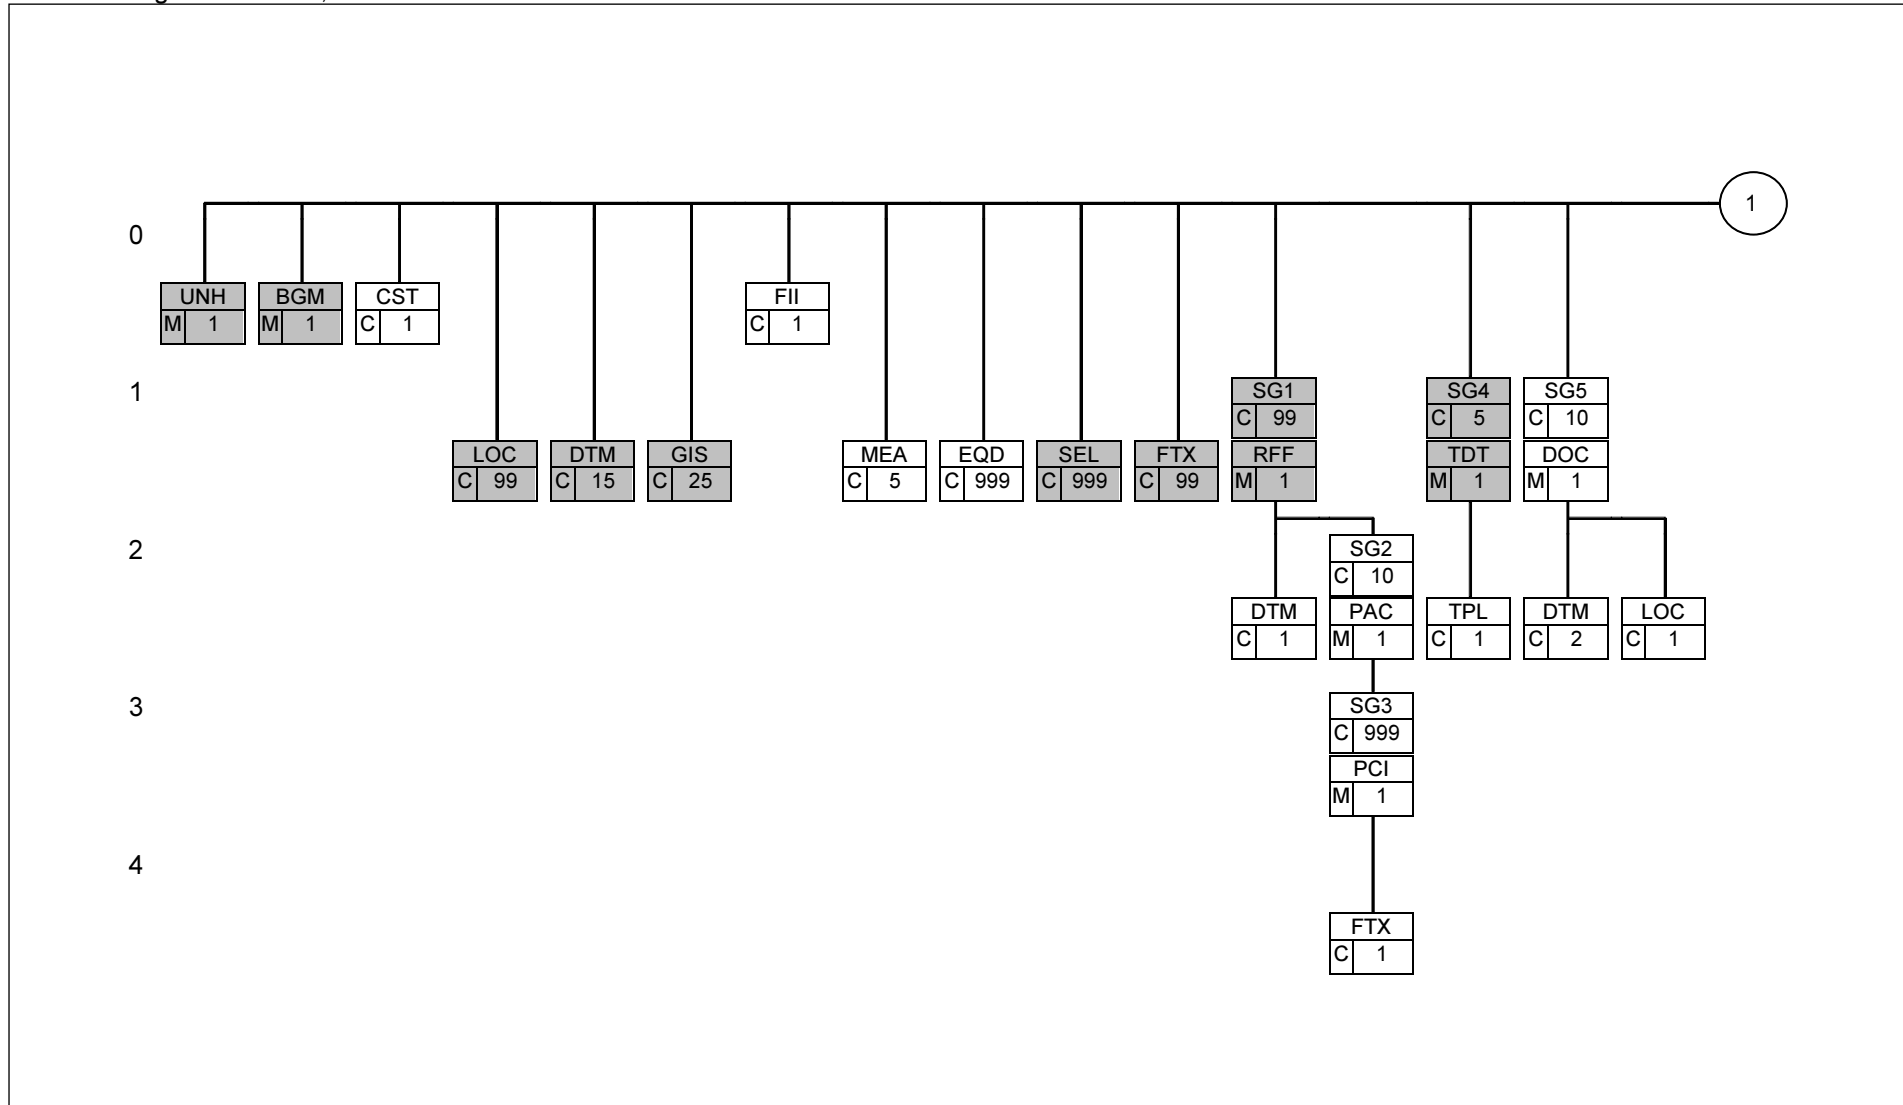 1
0
UNH BGM CST FII
M 1 M 1 C 1 C 1
1
SG1 SG4 SG5
C 99 C 5 C 10
LOC DTM GIS MEA EQD SEL FTX RFF TDT DOC
C 99 C 15 C 25 C 5 C 999 C 999 C 99 M 1 M 1 M 1
2
SG2
C 10
DTM PAC TPL DTM LOC
C 1 M 1 C 1 C 2 C 1
3
SG3
C 999
PCI
M 1
4
FTX
C 1